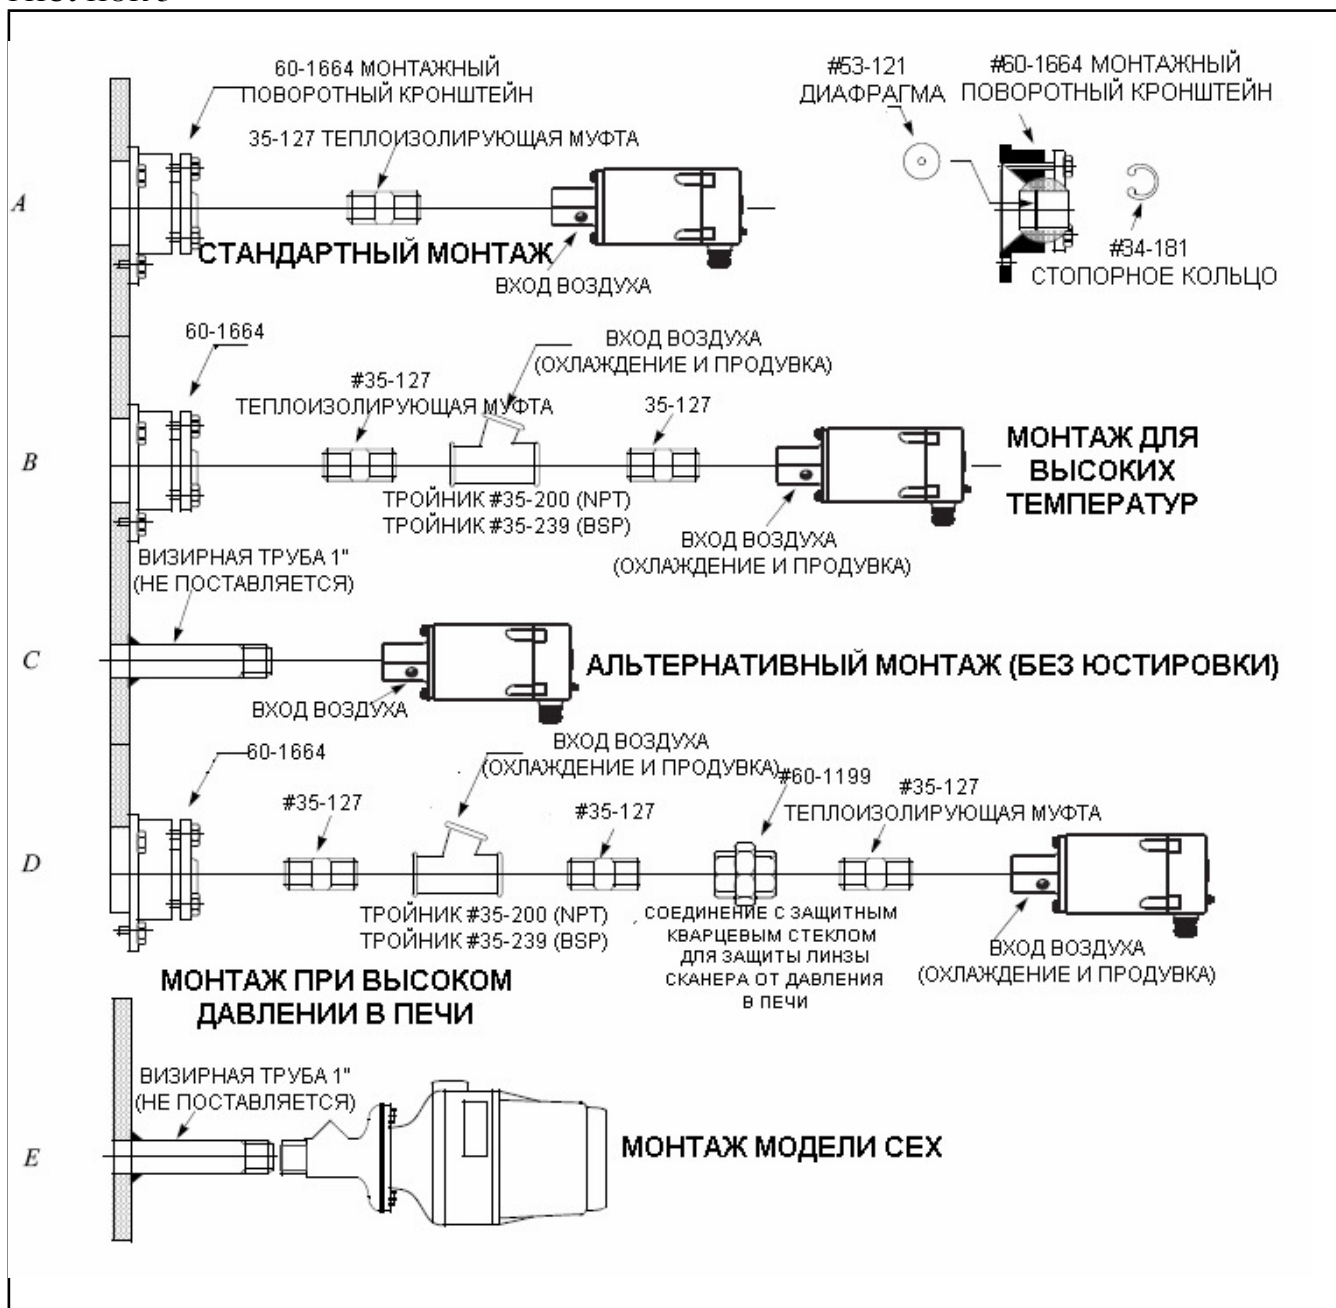 60-1664 МОНТАЖНЫЙ
ПОВОРОТНЫЙ КРОНШТЕЙН
35-127 ТЕПЛОИЗОЛИРУЮЩАЯ МУФТА
#53-121
ДИАФРАГМА
#60-1664 МОНТАЖНЫЙ
ПОВОРОТНЫЙ КРОНШТЕЙН
A
СТАНДАРТНЫЙ МОНТАЖ
ВХОД ВОЗДУХА
#34-181
СТОПОРНОЕ КОЛЬЦО
60-1664
ВХОД ВОЗДУХА
(ОХЛАЖДЕНИЕ И ПРОДУВКА)
#35-127
ТЕПЛОИЗОЛИРУЮЩАЯ МУФТА
35-127
B
МОНТАЖ ДЛЯ
ВЫСОКИХ
ТЕМПЕРАТУР
ТРОЙНИК #35-200 (NPT)
ТРОЙНИК #35-239 (BSP)
ВХОД ВОЗДУХА
(ОХЛАЖДЕНИЕ И ПРОДУВКА)
ВИЗИРНАЯ ТРУБА 1"
(НЕ ПОСТАВЛЯЕТСЯ)
C
АЛЬТЕРНАТИВНЫЙ МОНТАЖ (БЕЗ ЮСТИРОВКИ)
ВХОД ВОЗДУХА
60-1664
ВХОД ВОЗДУХА
(ОХЛАЖДЕНИЕ И ПРОДУВКА)
#35-127
#35-127
#60-1199
#35-127
ТЕПЛОИЗОЛИРУЮЩАЯ МУФТА
D
ТРОЙНИК #35-200 (NPT)
ТРОЙНИК #35-239 (BSP)
СОЕДИНЕНИЕ С ЗАЩИТНЫМ
КВАРЦЕВЫМ СТЕКЛОМ
ДЛЯ ЗАЩИТЫ ЛИНЗЫ
СКАНЕРА ОТ ДАВЛЕНИЯ
В ПЕЧИ
ВХОД ВОЗДУХА
(ОХЛАЖДЕНИЕ И ПРОДУВКА)
МОНТАЖ ПРИ ВЫСОКОМ
ДАВЛЕНИИ В ПЕЧИ
ВИЗИРНАЯ ТРУБА 1"
(НЕ ПОСТАВЛЯЕТСЯ)
E
МОНТАЖ МОДЕЛИ CEX